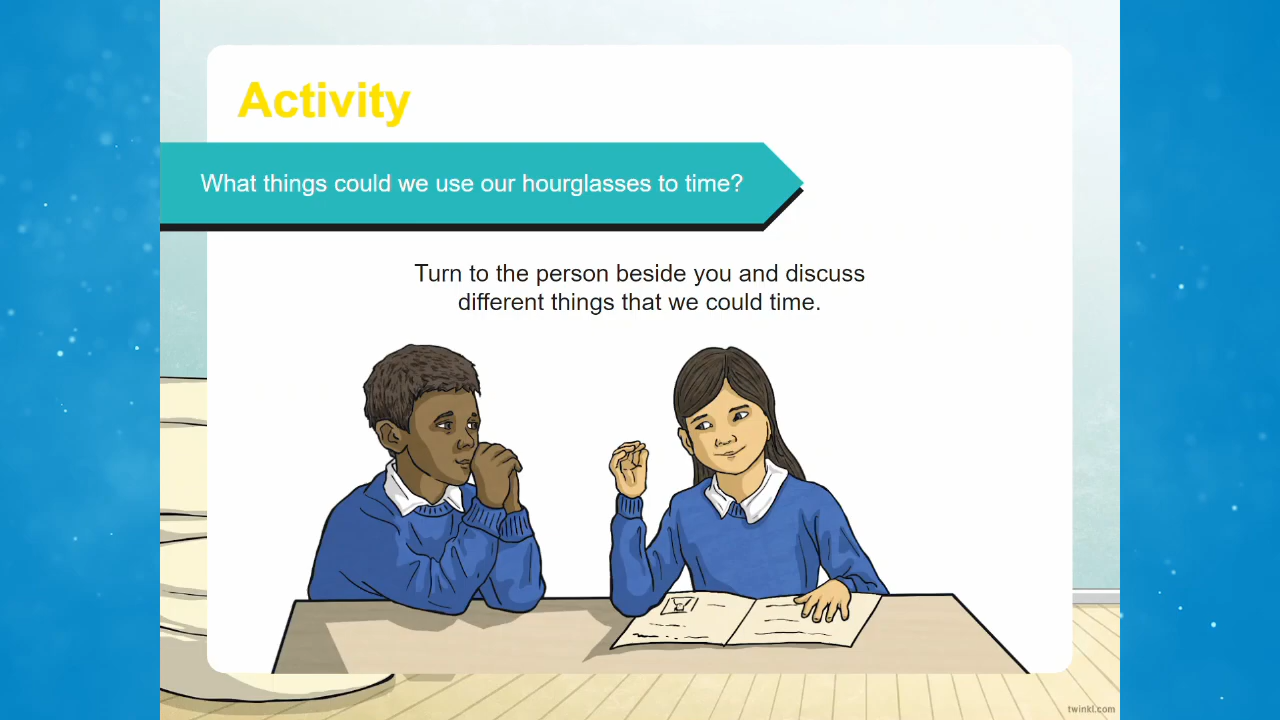 Activity
What things could we use our hourglasses to time?
Turn to the person beside you and discuss
different things that we could time.
twinkl.com